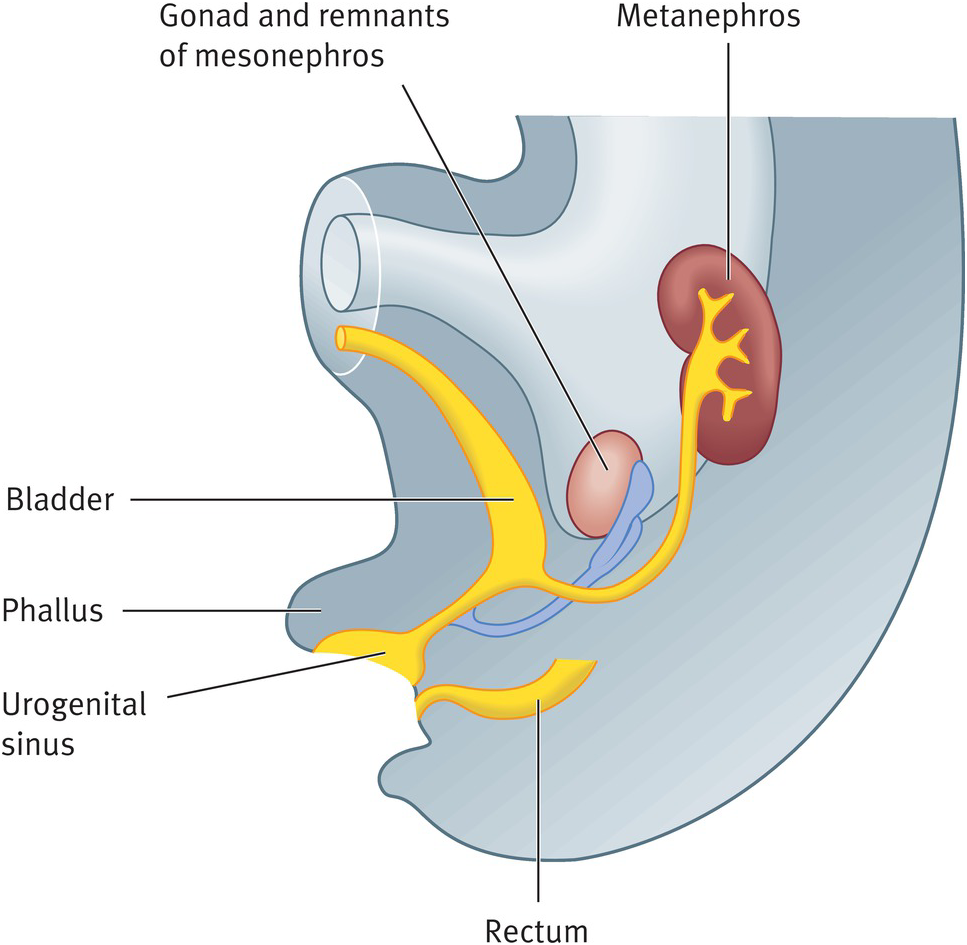 Gonad and remnants
of mesonephros
Metanephros
Bladder
Phallus
Urogenital
sinus
Rectum